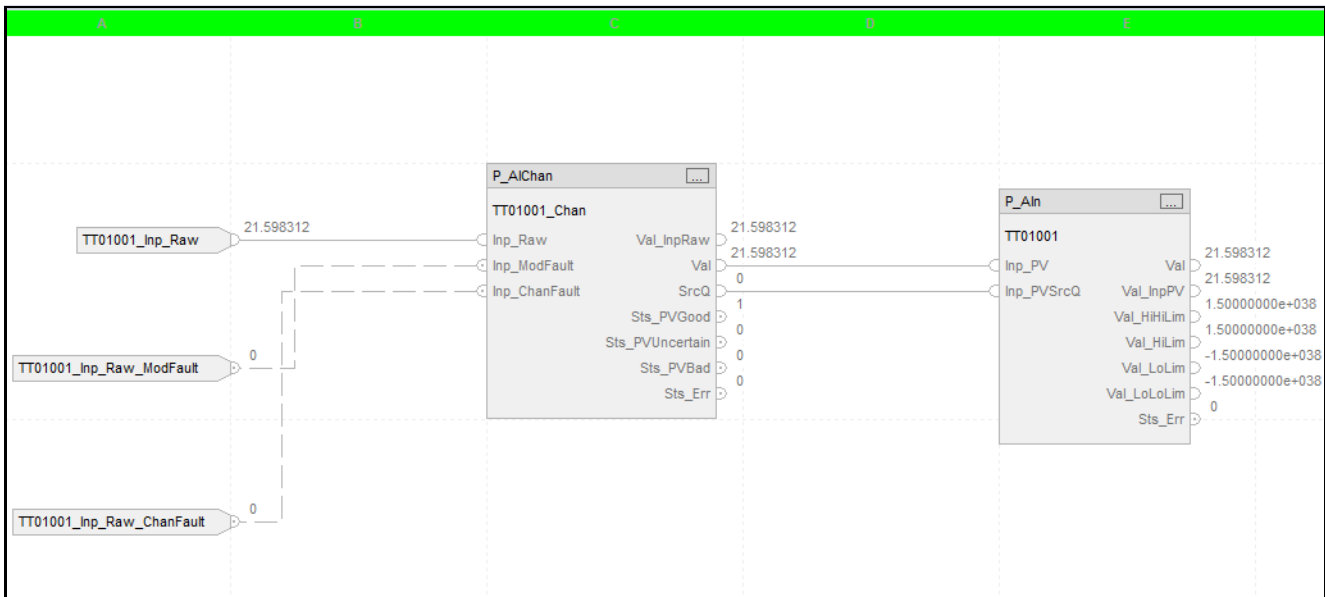 A B C D E
P_AIChan ...
TT01001_Chan
TT01001_Inp_Raw 21.598312
Inp_Raw Val_InpRaw 21.598312
Inp_ModFault Val 21.598312
Inp_ChanFault SrcQ 0
Sts_PVGood 1
Sts_PVUncertain 0
Sts_PVBad 0
Sts_Err 0
TT01001_Inp_Raw_ModFault 0
TT01001_Inp_Raw_ChanFault 0
P_AIn ...
TT01001
Inp_PV Val 21.598312
Inp_PVSrcQ Val_InpPV 21.598312
Val_HiHiLim 1.50000000e+038
Val_HiLim 1.50000000e+038
Val_LoLim -1.50000000e+038
Val_LoLoLim -1.50000000e+038
Sts_Err 0